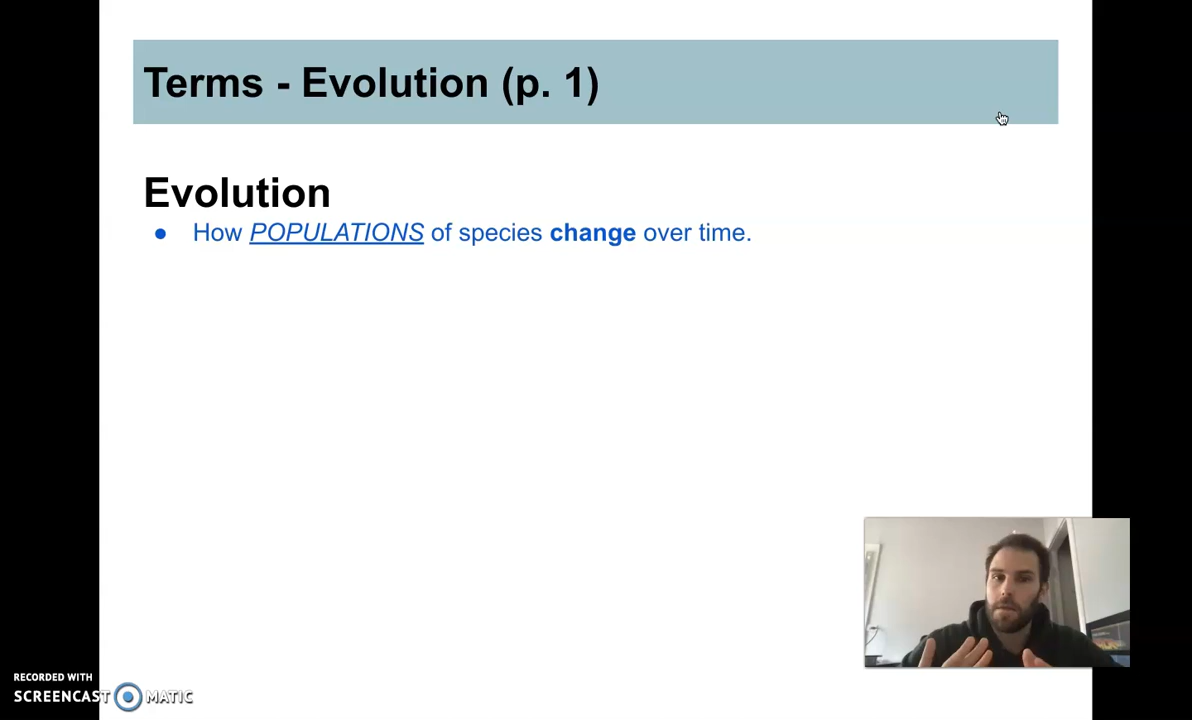 Terms - Evolution (p. 1)
Evolution
● How POPULATIONS of species change over time.
RECORDED WITH
SCREENCAST MATIC